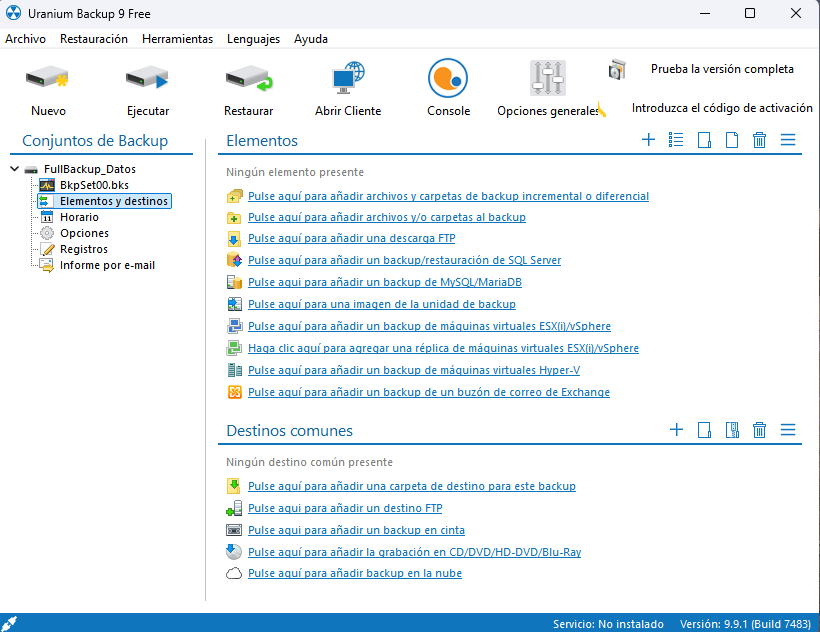 Uranium Backup 9 Free
Archivo Restauración Herramientas Lenguajes Ayuda
Nuevo Ejecutar Restaurar Abrir Cliente Console Opciones generales
Prueba la versión completa
Introduzca el código de activación
Conjuntos de Backup
FullBackup_Datos
BkpSet00.bks
Elementos y destinos
11 Horario
Opciones
Registros
Informe por e-mail
Elementos
Ningún elemento presente
Pulse aquí para añadir archivos y carpetas de backup incremental o diferencial
Pulse aquí para añadir archivos y/o carpetas al backup
Pulse aquí para añadir una descarga FTP
Pulse aquí para añadir un backup/restauración de SQL Server
Pulse aqui para añadir un backup de MySQL/MariaDB
Pulse aquí para una imagen de la unidad de backup
Pulse aquí para añadir un backup de máquinas virtuales ESX(i)/vSphere
Haga clic aquí para agregar una réplica de máquinas virtuales ESX(i)/vSphere
Pulse aquí para añadir un backup de máquinas virtuales Hyper-V
Pulse aquí para añadir un backup de un buzón de correo de Exchange
Destinos comunes
Ningún destino común presente
Pulse aquí para añadir una carpeta de destino para este backup
Pulse aquí para añadir un destino FTP
Pulse aqui para añadir un backup en cinta
Pulse aquí para añadir la grabación en CD/DVD/HD-DVD/Blu-Ray
Pulse aquí para añadir backup en la nube
Servicio: No instalado Versión: 9.9.1 (Build 7483)